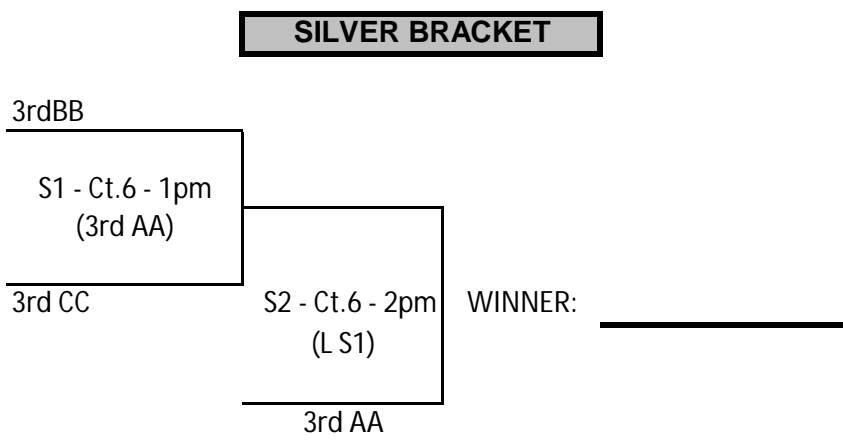 SILVER BRACKET
3rdBB
S1 - Ct.6 - 1pm
(3rd AA)
3rd CC
S2 - Ct.6 - 2pm
(L S1)
WINNER:
3rd AA